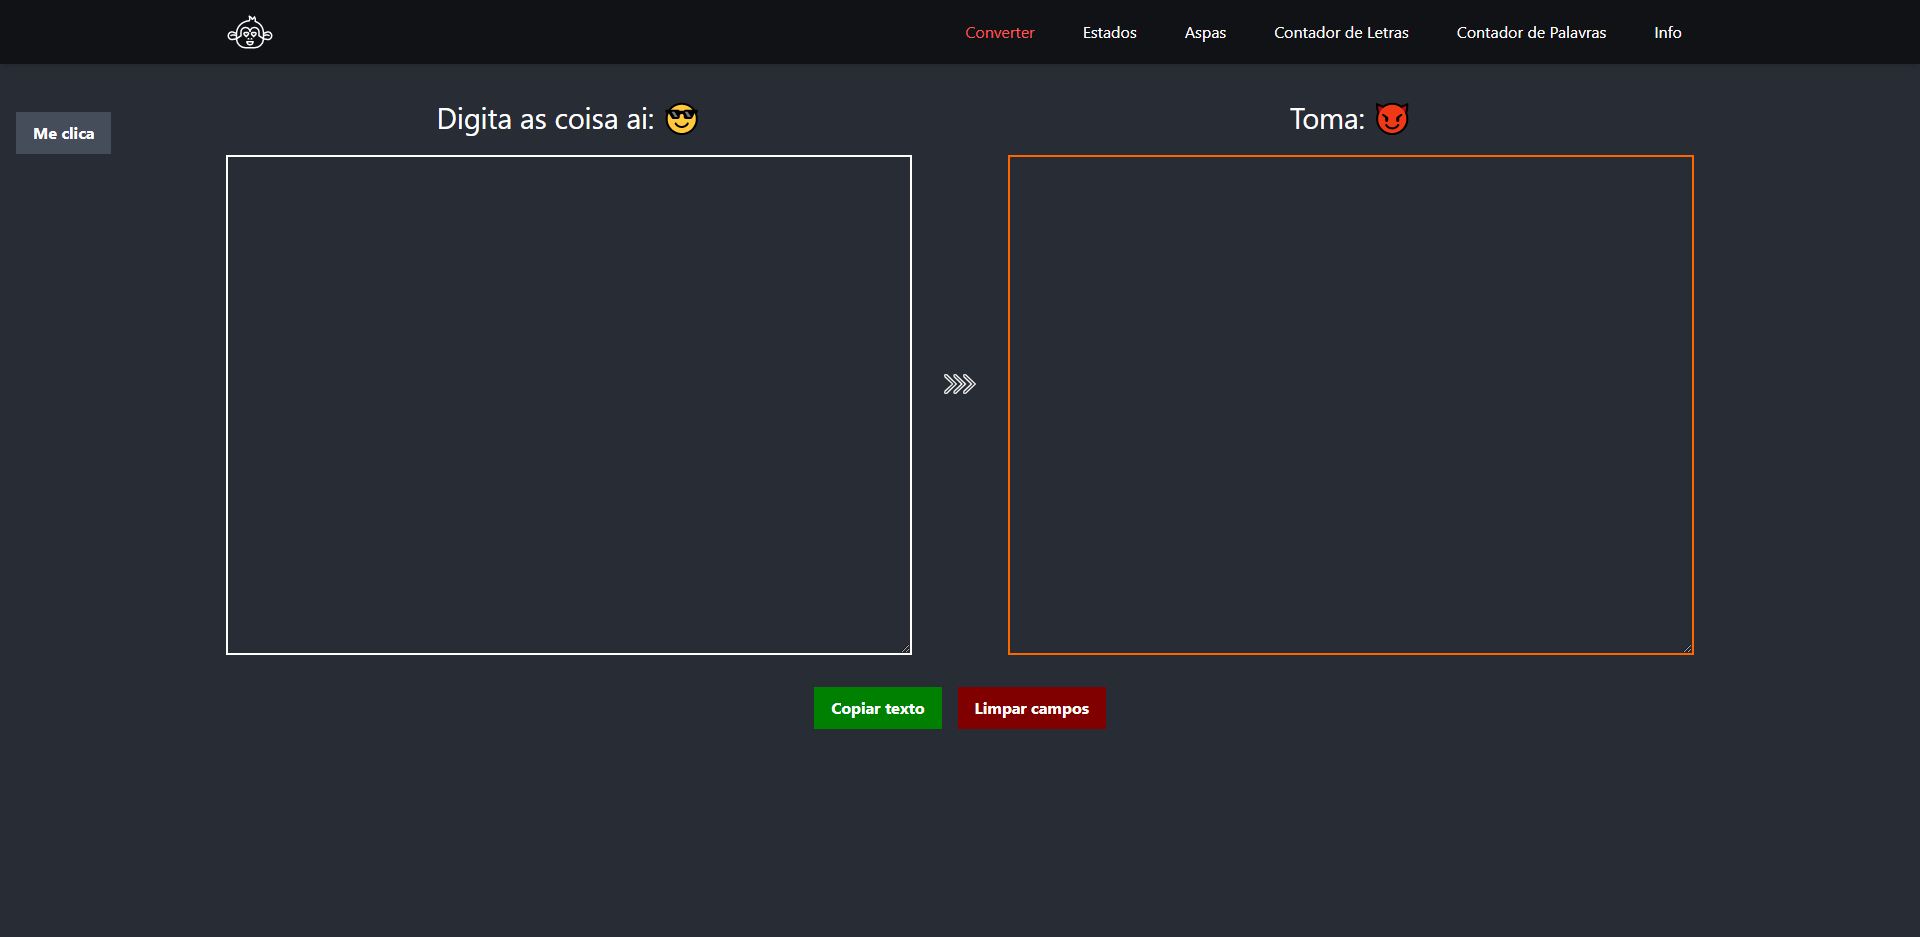 Converter Estados Aspas Contador de Letras Contador de Palavras Info
Me clica
Digita as coisa ai: 😎
Toma: 😈
Copiar texto Limpar campos